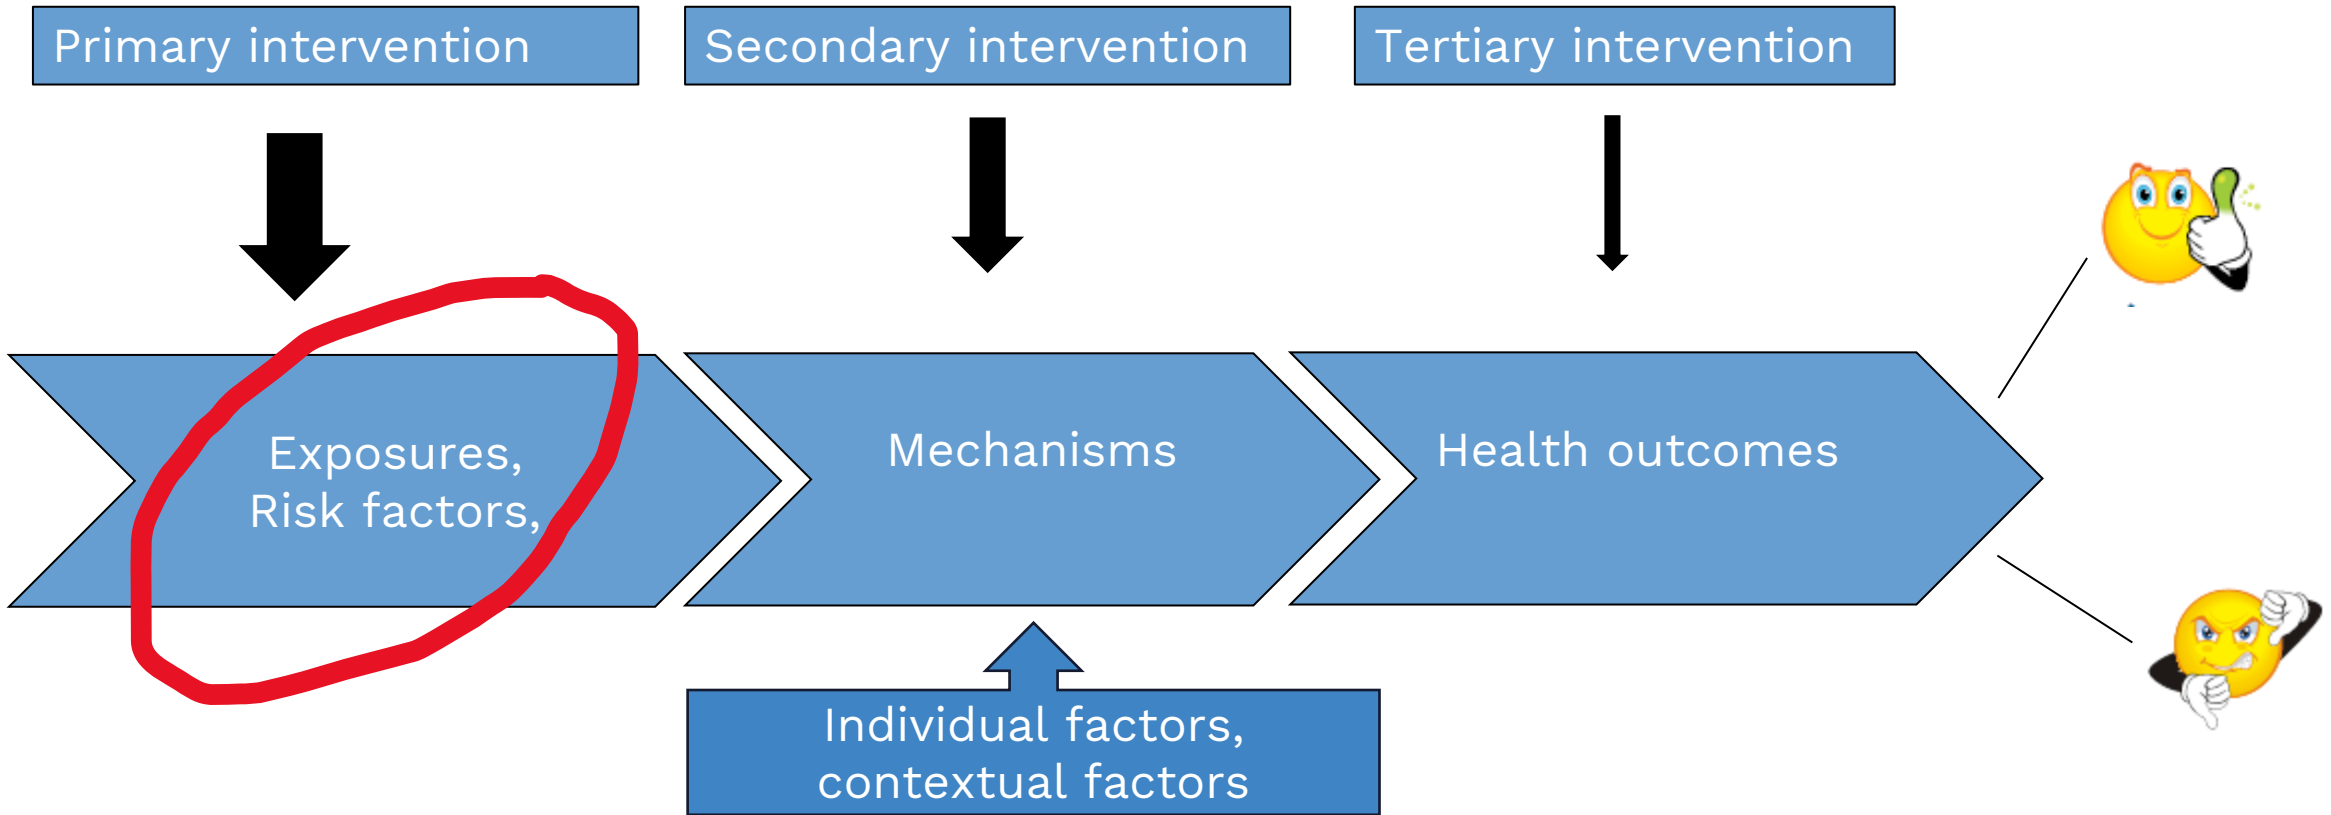 Primary intervention
Secondary intervention
Tertiary intervention
Exposures,
Risk factors,
Mechanisms
Health outcomes
Individual factors,
contextual factors